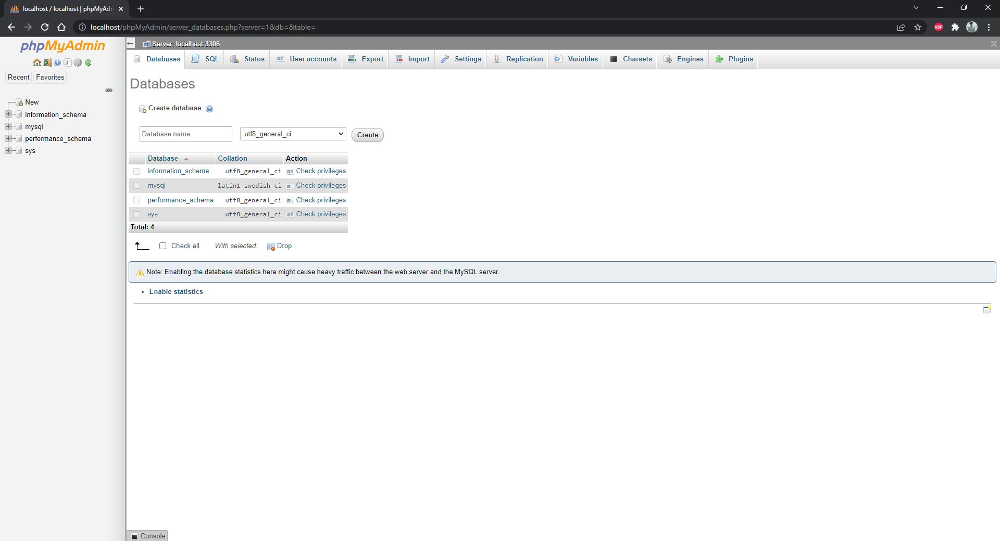 localhost / localhost | phpMyAdm
localhost/phpMyAdmin/server_databases.php?server=1&db=&table=
ABP
phpMyAdmin
Recent Favorites
New
information_schema
mysql
performance_schema
sys
Server: localhost:3306
Databases SQL Status User accounts Export Import Settings Replication Variables Charsets Engines Plugins
Databases
Create database
Database name utf8_general_ci Create
Database Collation Action
information_schema utf8_general_ci Check privileges
mysql latin1_swedish_ci Check privileges
performance_schema utf8_general_ci Check privileges
sys utf8_general_ci Check privileges
Total: 4
Check all With selected: Drop
Note: Enabling the database statistics here might cause heavy traffic between the web server and the MySQL server.
Enable statistics
Console